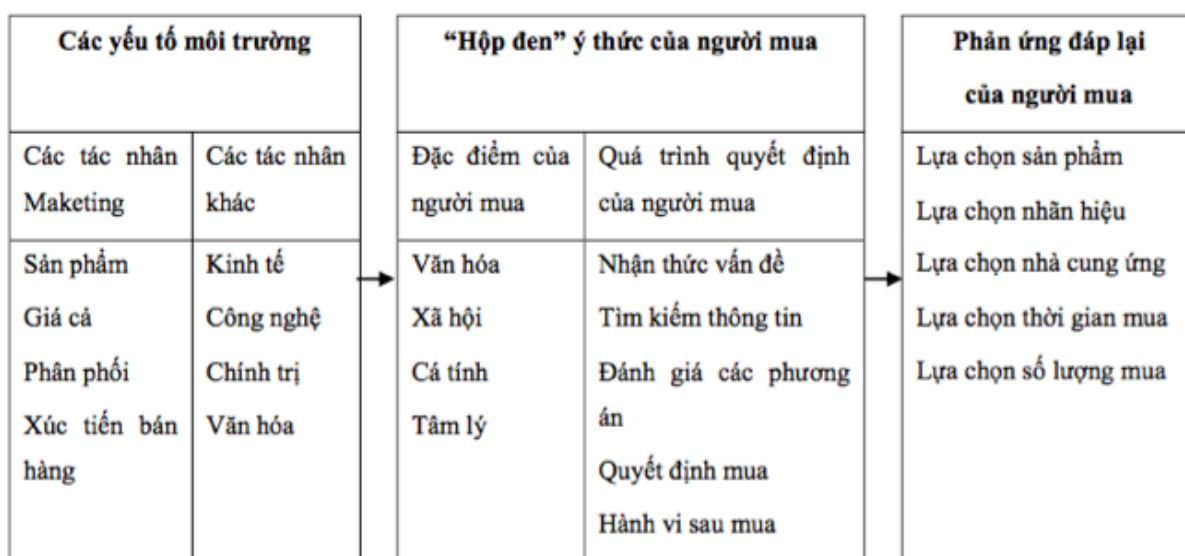 Các yếu tố môi trường
Các tác nhân
Maketing
Các tác nhân
khác
Sản phẩm
Giá cả
Phân phối
Xúc tiến bán
hàng
Kinh tế
Công nghệ
Chính trị
Văn hóa
“Hộp đen” ý thức của người mua
Đặc điểm của
người mua
Quá trình quyết định
của người mua
Văn hóa
Xã hội
Cá tính
Tâm lý
Nhận thức vấn đề
Tìm kiếm thông tin
Đánh giá các phương
án
Quyết định mua
Hành vi sau mua
Phản ứng đáp lại
của người mua
Lựa chọn sản phẩm
Lựa chọn nhãn hiệu
Lựa chọn nhà cung ứng
Lựa chọn thời gian mua
Lựa chọn số lượng mua